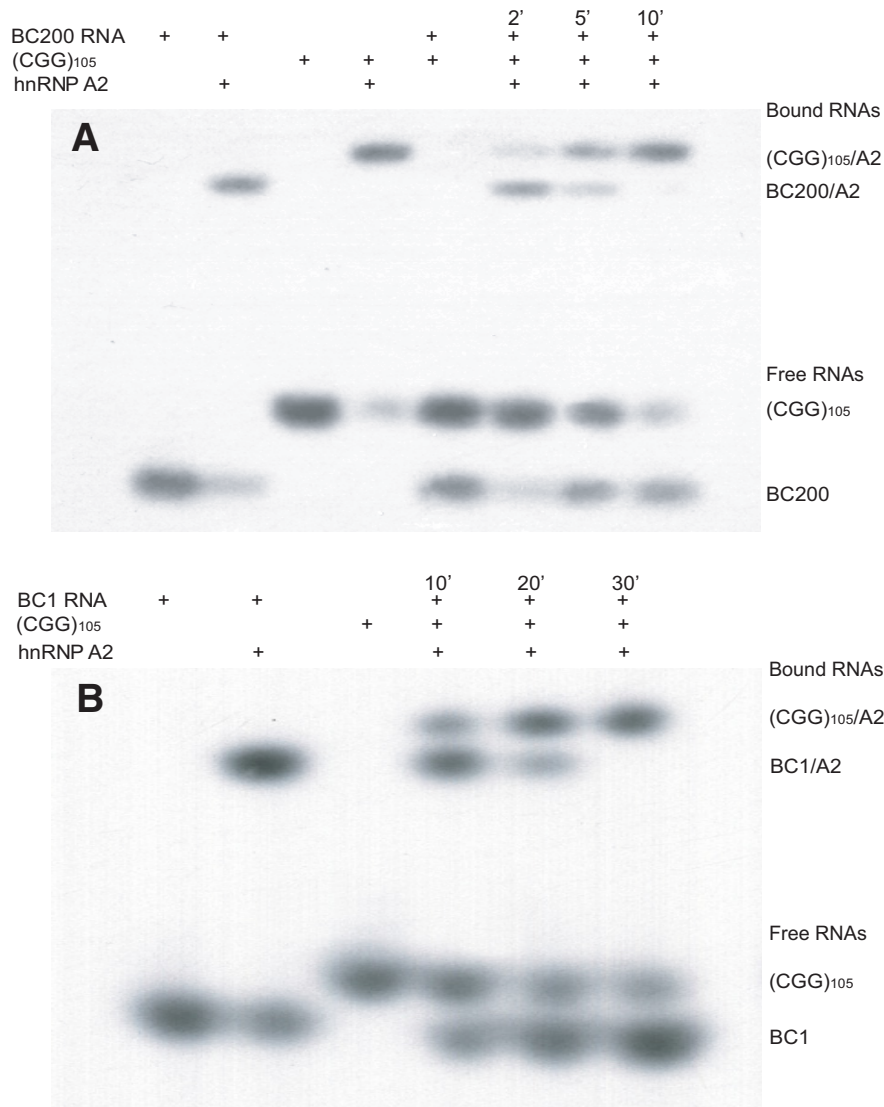 2’ 5’ 10’
BC200 RNA + + + + + +
(CGG)105 + + + + + +
hnRNP A2 + + + + +
A
Bound RNAs
(CGG)105/A2
BC200/A2
Free RNAs
(CGG)105
BC200
10’ 20’ 30’
BC1 RNA + + + + +
(CGG)105 + + + +
hnRNP A2 + + + +
B
Bound RNAs
(CGG)105/A2
BC1/A2
Free RNAs
(CGG)105
BC1